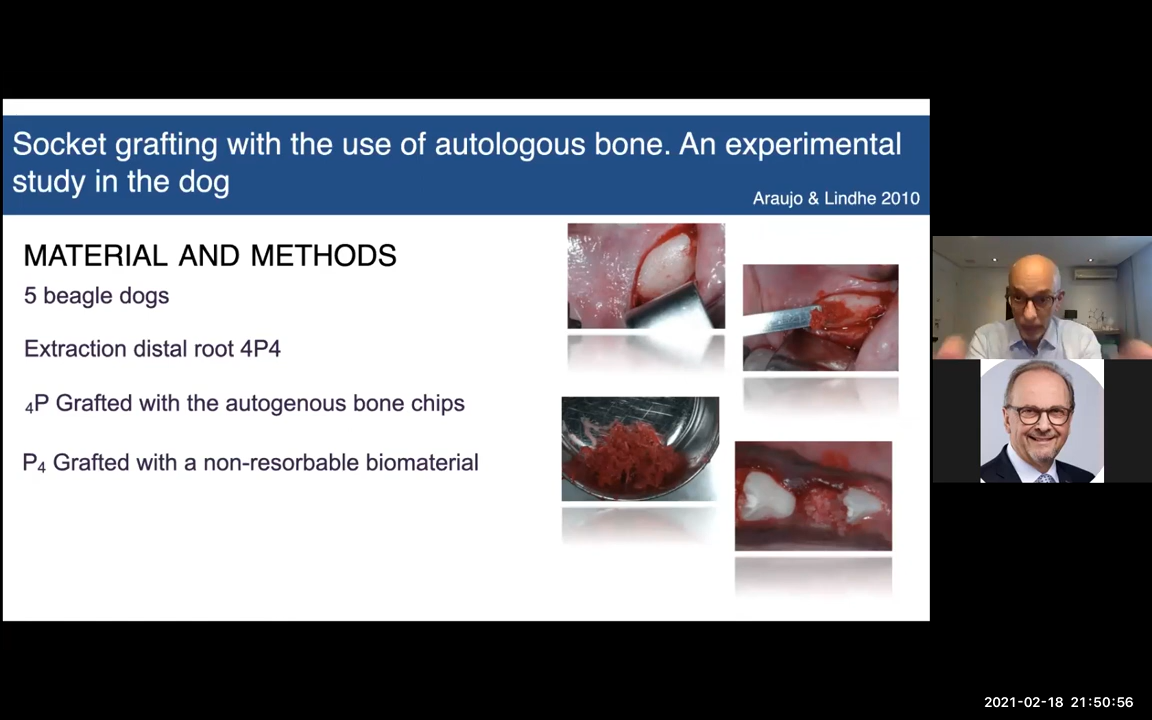 Socket grafting with the use of autologous bone. An experimental
study in the dog
Araujo & Lindhe 2010
MATERIAL AND METHODS
5 beagle dogs
Extraction distal root 4P4
₄P Grafted with the autogenous bone chips
P₄ Grafted with a non-resorbable biomaterial
2021-02-18 21:50:56